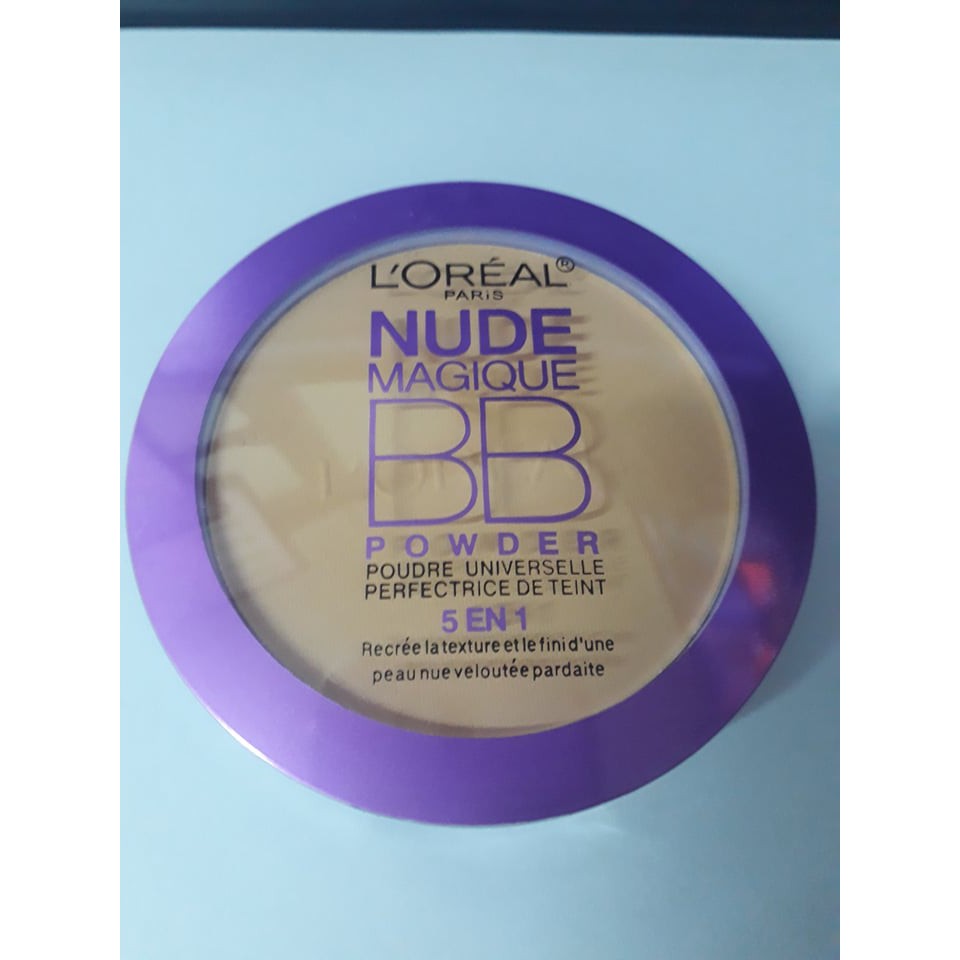 L'ORÉAL®
PARIS
NUDE
MAGIQUE
BB
POWDER
POUDRE UNIVERSELLE
PERFECTRICE DE TEINT
5 EN 1
Recrée la texture et le fini d'une
peau nue veloutée pardaite